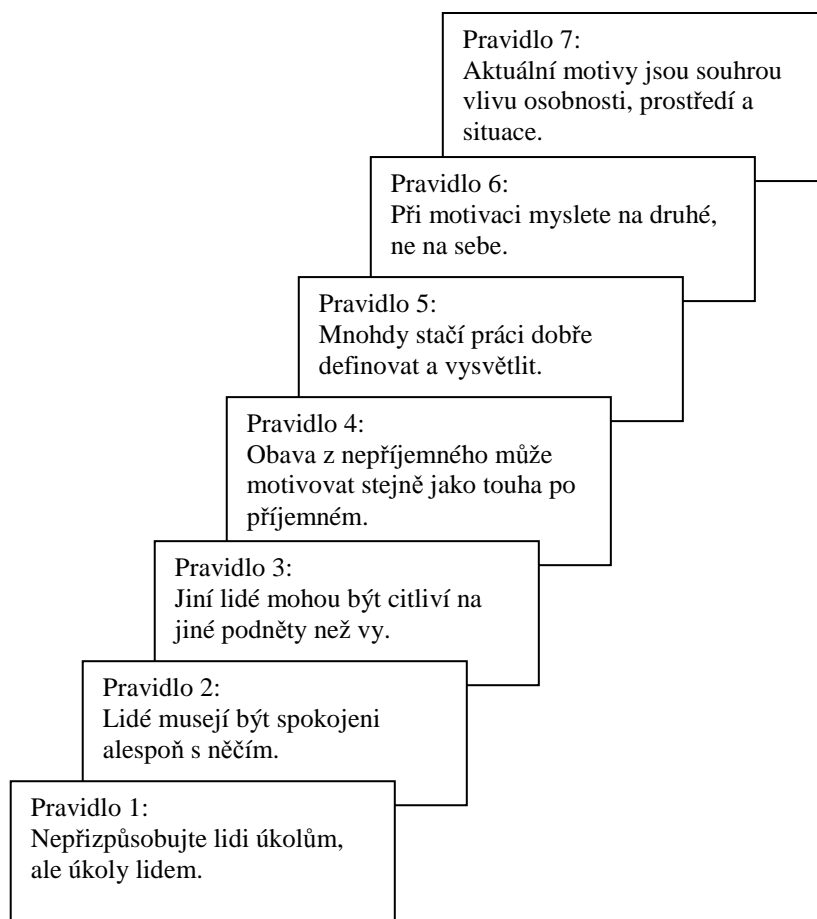 Pravidlo 7:
Aktuální motivy jsou souhrou
vlivu osobnosti, prostředí a
situace.
Pravidlo 6:
Při motivaci myslete na druhé,
ne na sebe.
Pravidlo 5:
Mnohdy stačí práci dobře
definovat a vysvětlit.
Pravidlo 4:
Obava z nepříjemného může
motivovat stejně jako touha po
příjemném.
Pravidlo 3:
Jiní lidé mohou být citliví na
jiné podněty než vy.
Pravidlo 2:
Lidé musejí být spokojeni
alespoň s něčím.
Pravidlo 1:
Nepřizpůsobujte lidi úkolům,
ale úkoly lidem.